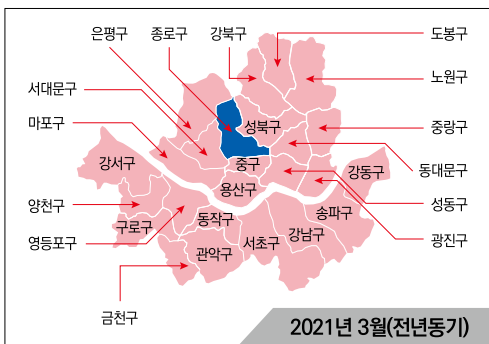 은평구 종로구 강북구 도봉구
노원구
서대문구
마포구
성북구
중랑구
강서구
중구
동대문구
강동구
용산구
양천구
성동구
송파구
동작구
구로구
영등포구
서초구
강남구
광진구
관악구
금천구
2021년 3월(전년동기)